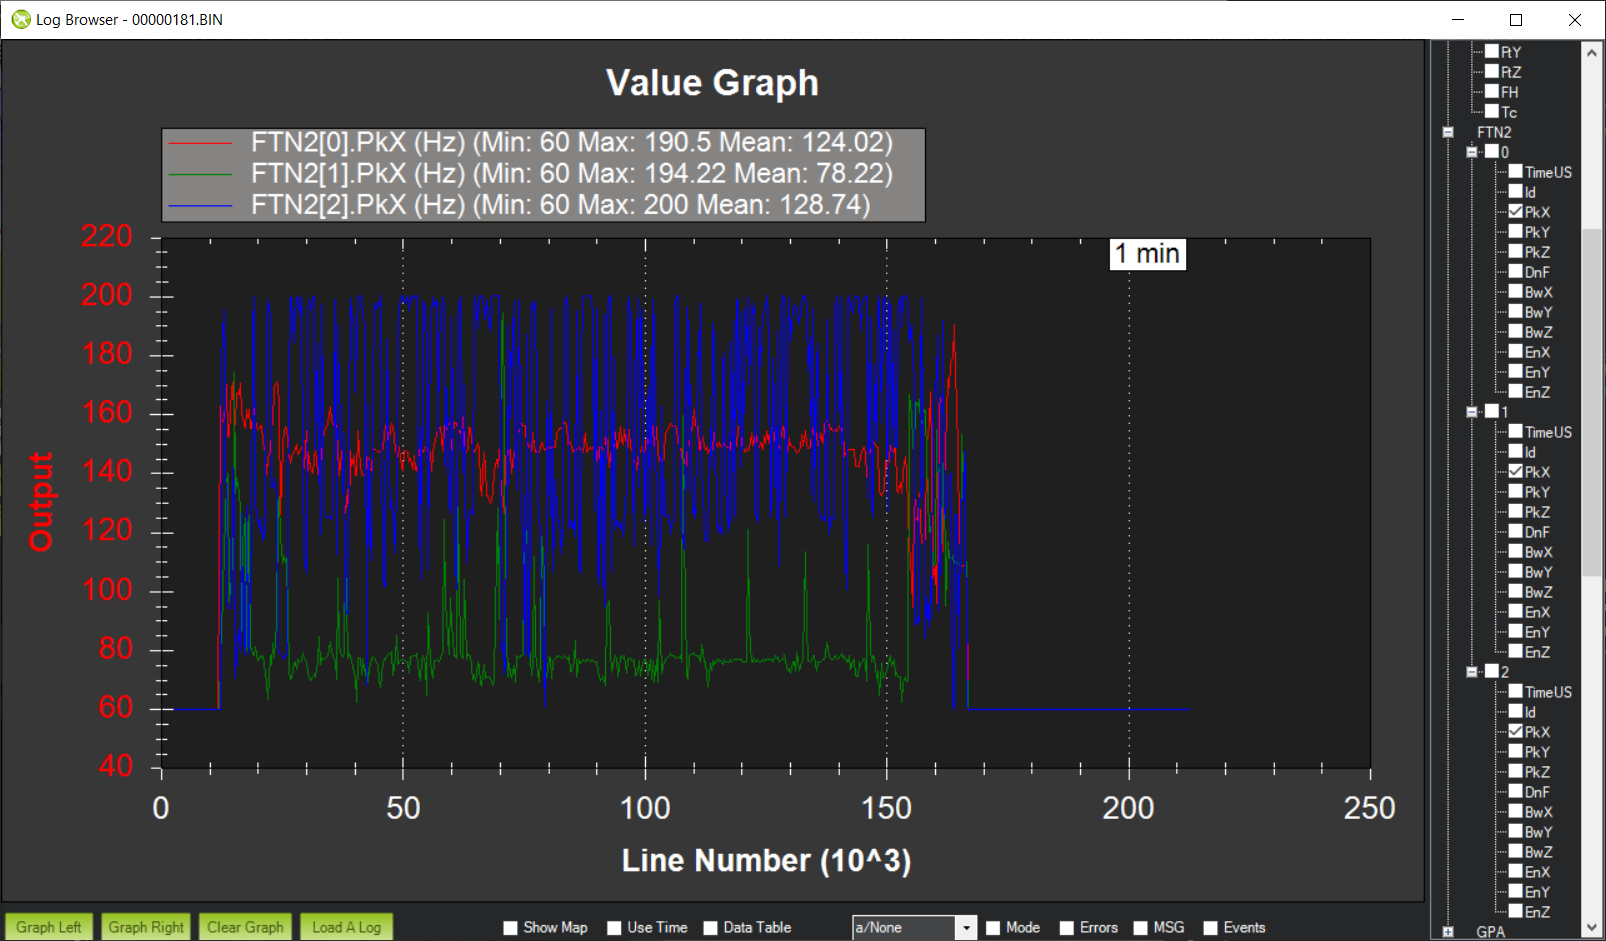 Log Browser - 00000181.BIN
Value Graph
FTN2[0].PkX (Hz) (Min: 60 Max: 190.5 Mean: 124.02)
FTN2[1].PkX (Hz) (Min: 60 Max: 194.22 Mean: 78.22)
FTN2[2].PkX (Hz) (Min: 60 Max: 200 Mean: 128.74)
220
200
180
160
140
120
100
80
60
40
Output
1 min
0 50 100 150 200 250
Line Number (10^3)
FtY
FtZ
FH
Tc
FTN2
0
TimeUS
Id
PkX
PkY
PkZ
DnF
BwX
BwY
BwZ
EnX
EnY
EnZ
1
TimeUS
Id
PkX
PkY
PkZ
DnF
BwX
BwY
BwZ
EnX
EnY
EnZ
2
TimeUS
Id
PkX
PkY
PkZ
DnF
BwX
BwY
BwZ
EnX
EnY
EnZ
GPA
Graph Left Graph Right Clear Graph Load A Log Show Map Use Time Data Table a/None Mode Errors MSG Events